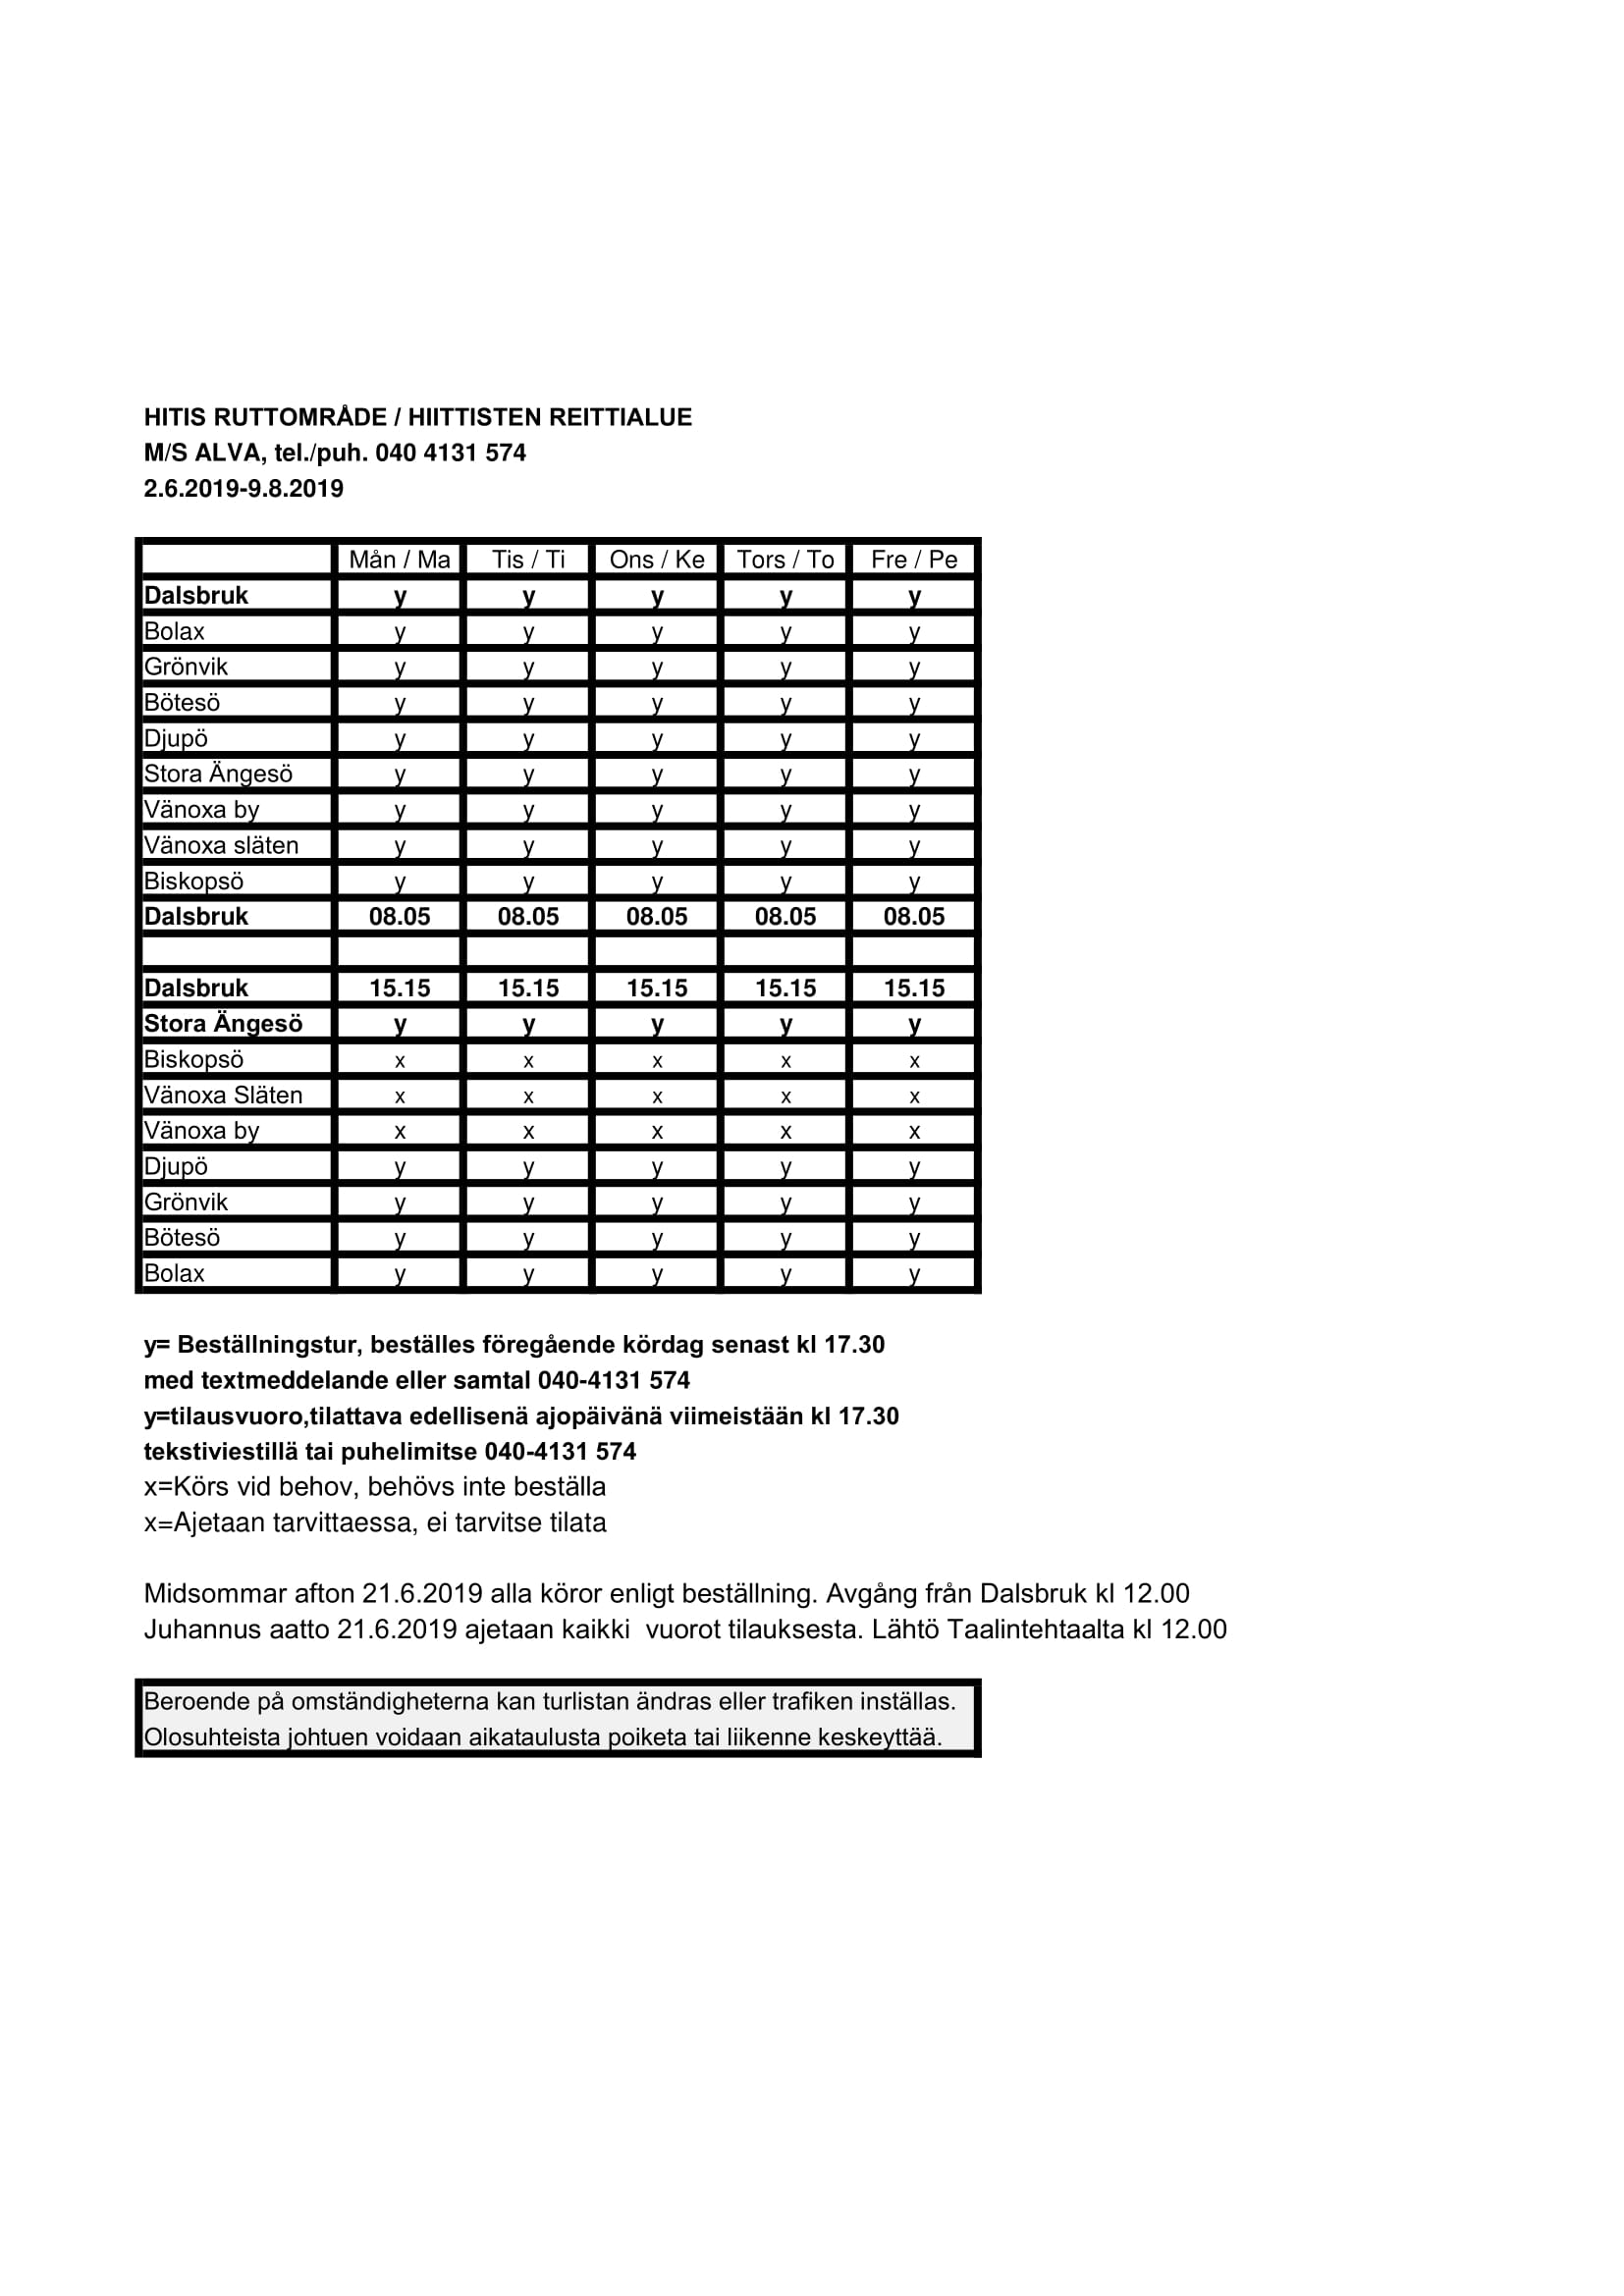 HITIS RUTTOMRÅDE / HIITTISTEN REITTIALUE
M/S ALVA, tel./puh. 040 4131 574
2.6.2019-9.8.2019
Mån / Ma Tis / Ti Ons / Ke Tors / To Fre / Pe
Dalsbruk y y y y y
Bolax y y y y y
Grönvik y y y y y
Bötesö y y y y y
Djupö y y y y y
Stora Ängesö y y y y y
Vänoxa by y y y y y
Vänoxa släten y y y y y
Biskopsö y y y y y
Dalsbruk 08.05 08.05 08.05 08.05 08.05
Dalsbruk 15.15 15.15 15.15 15.15 15.15
Stora Ängesö y y y y y
Biskopsö x x x x x
Vänoxa Släten x x x x x
Vänoxa by x x x x x
Djupö y y y y y
Grönvik y y y y y
Bötesö y y y y y
Bolax y y y y y
y= Beställningstur, beställes föregående kördag senast kl 17.30
med textmeddelande eller samtal 040-4131 574
y=tilausvuoro,tilattava edellisenä ajopäivänä viimeistään kl 17.30
tekstiviestillä tai puhelimitse 040-4131 574
x=Körs vid behov, behövs inte beställa
x=Ajetaan tarvittaessa, ei tarvitse tilata
Midsommar afton 21.6.2019 alla köror enligt beställning. Avgång från Dalsbruk kl 12.00
Juhannus aatto 21.6.2019 ajetaan kaikki  vuorot tilauksesta. Lähtö Taalintehtaalta kl 12.00
Beroende på omständigheterna kan turlistan ändras eller trafiken inställas.
Olosuhteista johtuen voidaan aikataulusta poiketa tai liikenne keskeyttää.